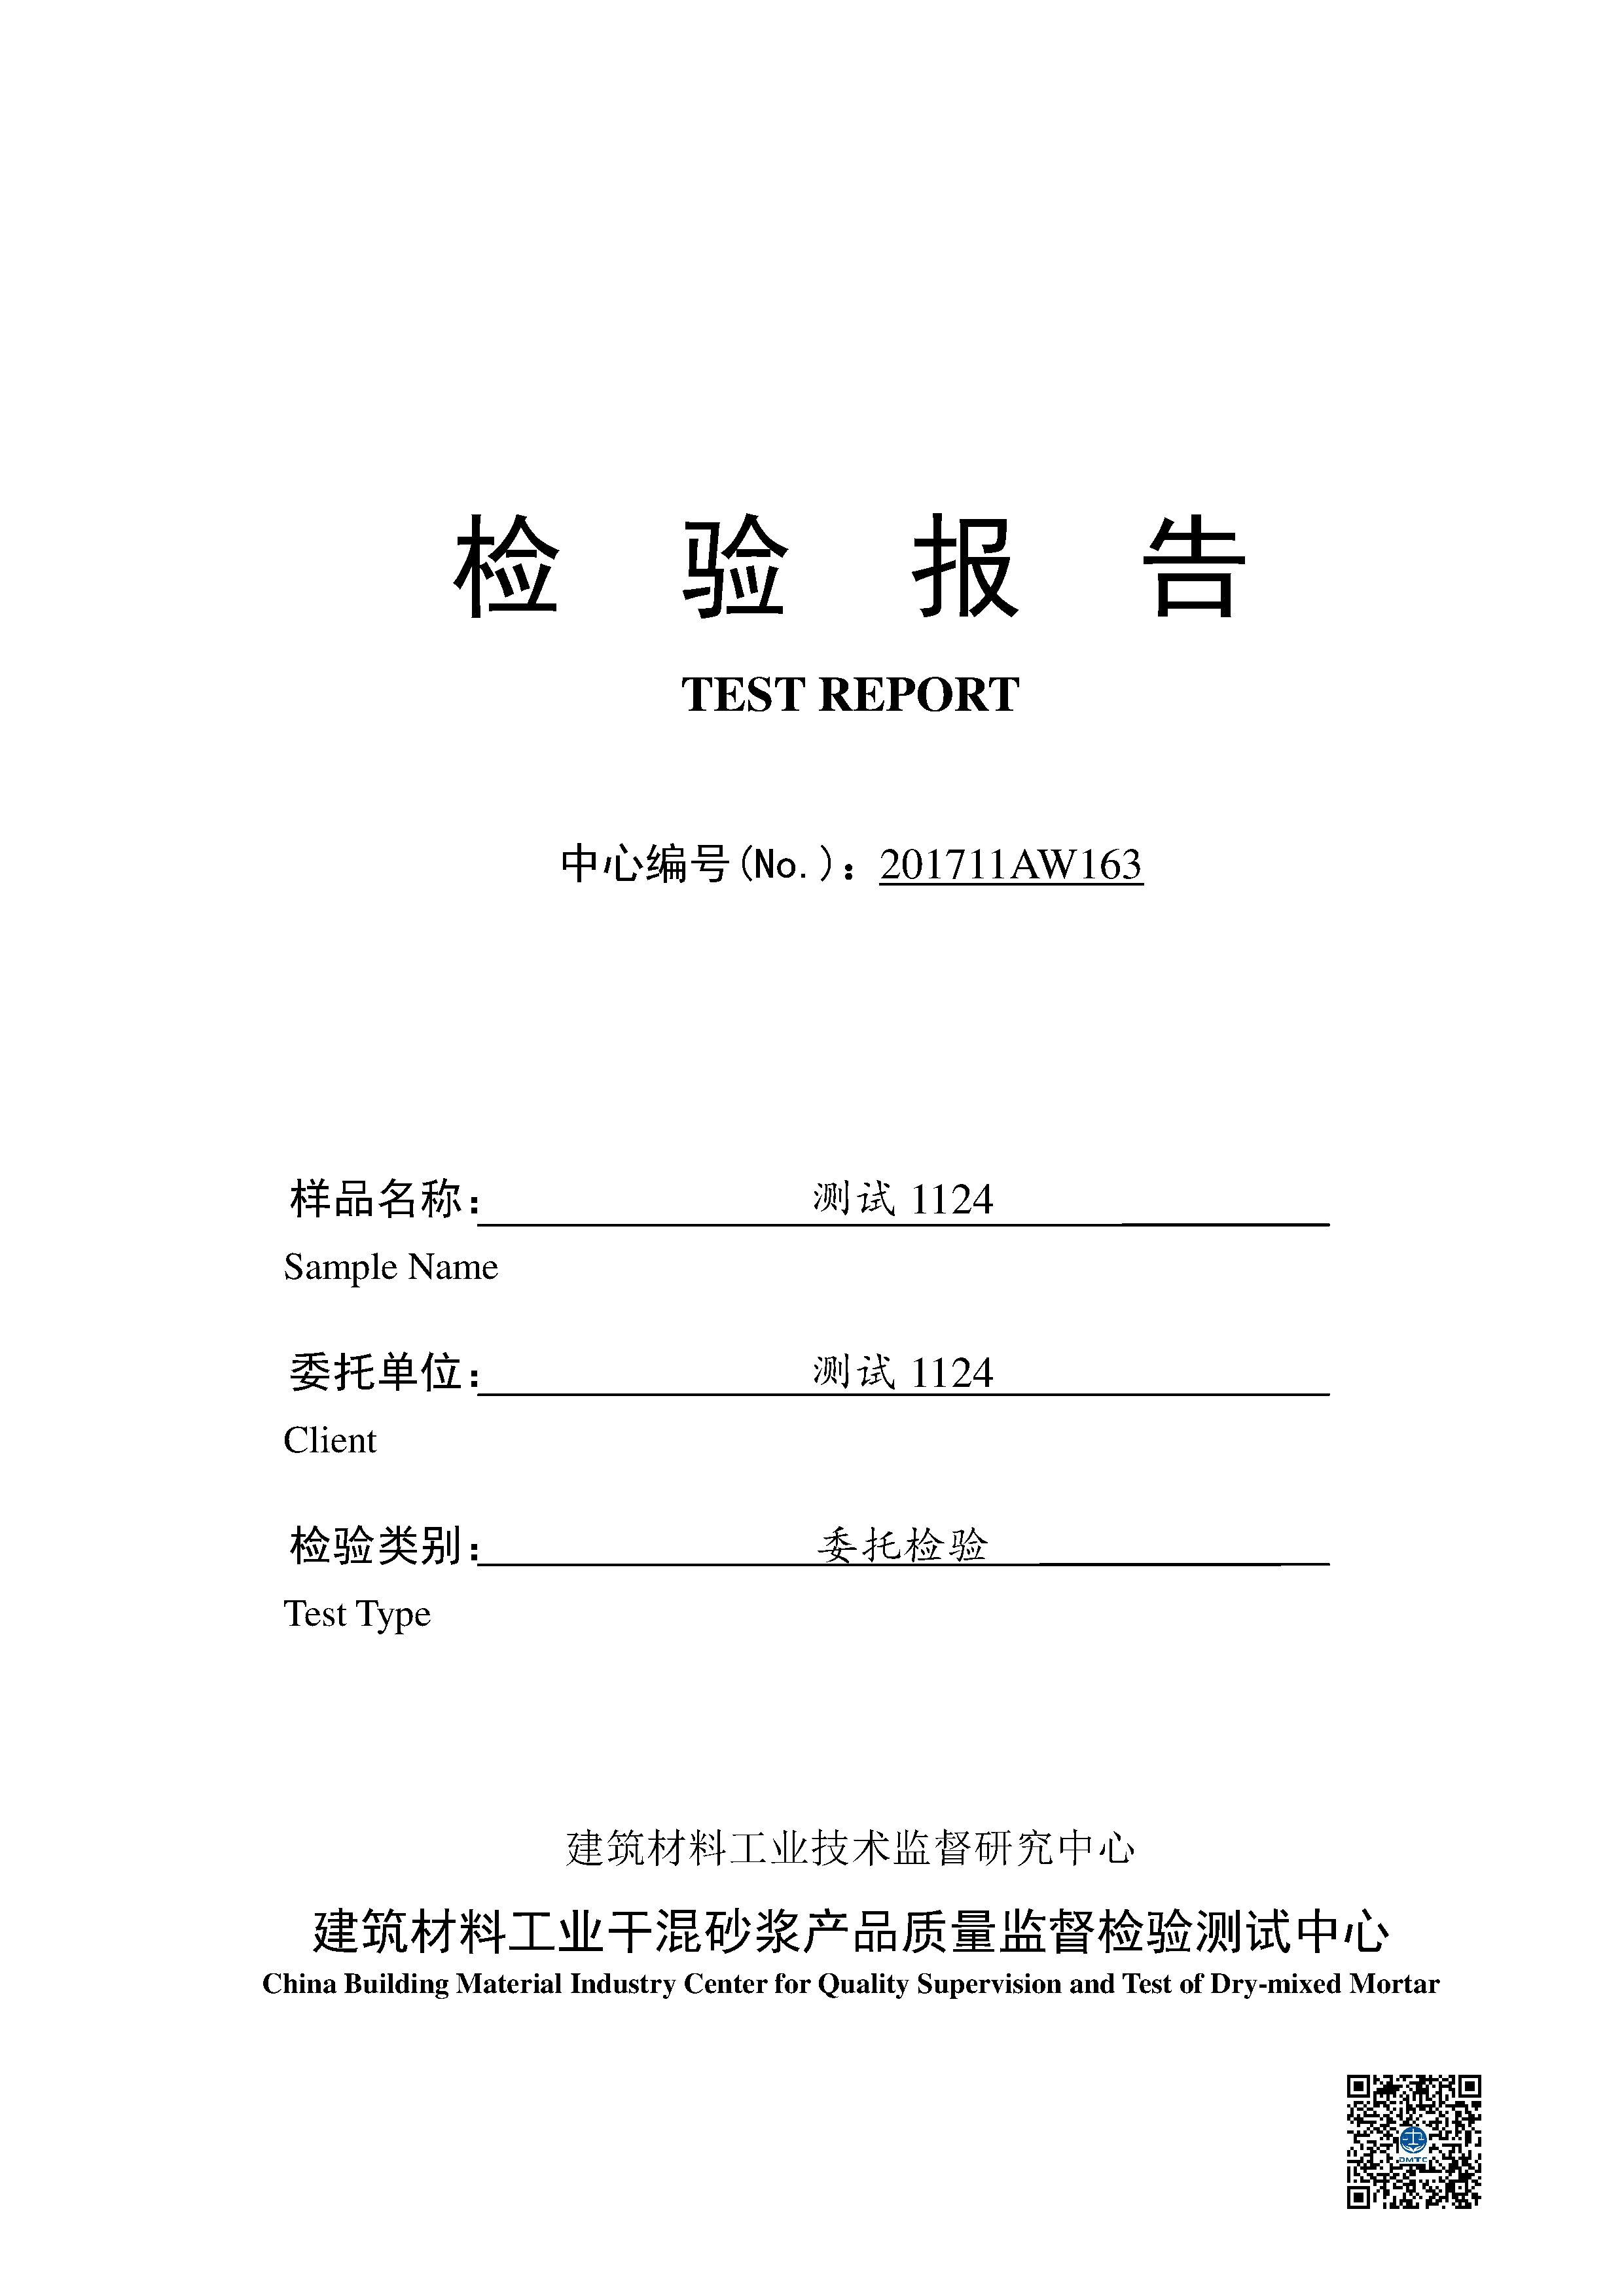 检 验 报 告
TEST REPORT
中心编号(No.)：201711AW163
样品名称： 测试 1124
Sample Name
委托单位： 测试 1124
Client
检验类别： 委托检验
Test Type
建筑材料工业技术监督研究中心
建筑材料工业干混砂浆产品质量监督检验测试中心
China Building Material Industry Center for Quality Supervision and Test of Dry-mixed Mortar
DMTC